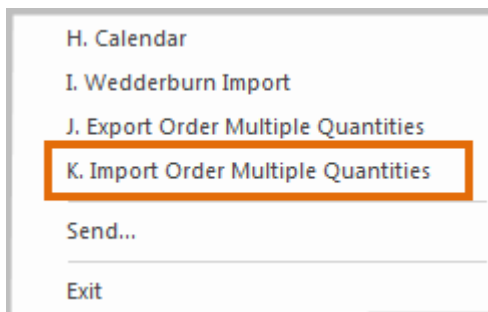 H. Calendar
I. Wedderburn Import
J. Export Order Multiple Quantities
K. Import Order Multiple Quantities
Send...
Exit